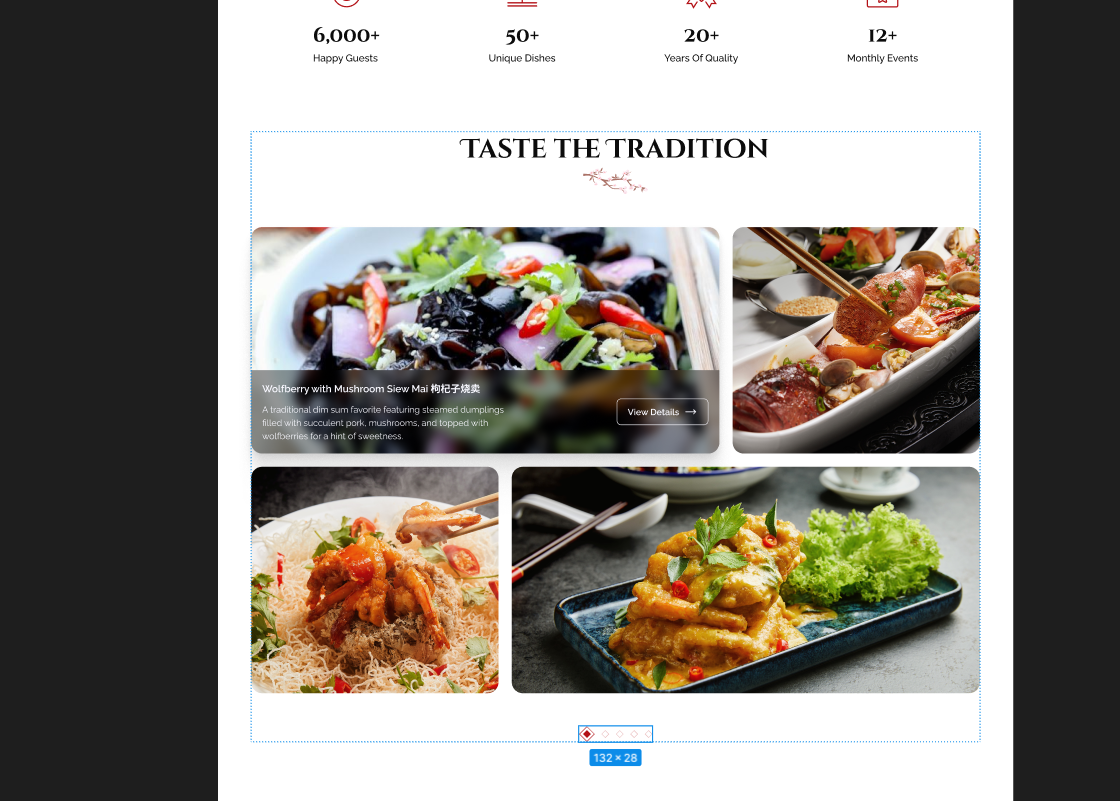 6,000+
50+
20+
12+
Happy Guests
Unique Dishes
Years Of Quality
Monthly Events
TASTE THE TRADITION
Wolfberry with Mushroom Siew Mai 枸杞子烧卖
A traditional dim sum favorite featuring steamed dumplings
filled with succulent pork, mushrooms, and topped with
wolfberries for a hint of sweetness.
View Details →
132 × 28